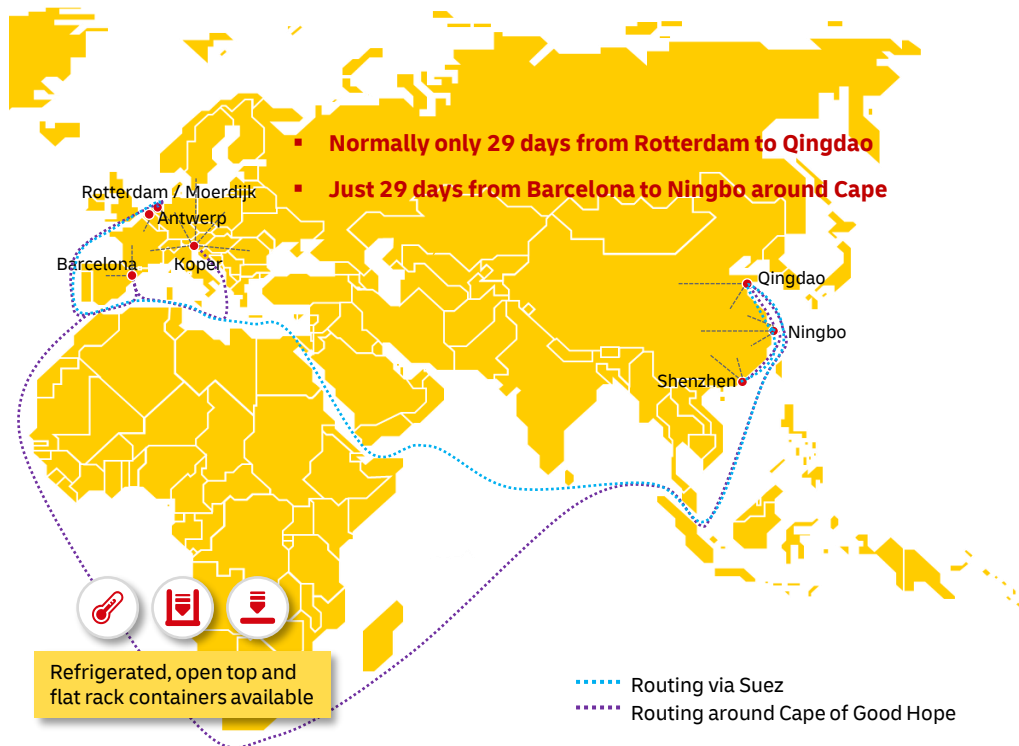 ▪ Normally only 29 days from Rotterdam to Qingdao
▪ Just 29 days from Barcelona to Ningbo around Cape
Rotterdam / Moerdijk
Antwerp
Barcelona
Koper
Qingdao
Ningbo
Shenzhen
Refrigerated, open top and
flat rack containers available
Routing via Suez
Routing around Cape of Good Hope